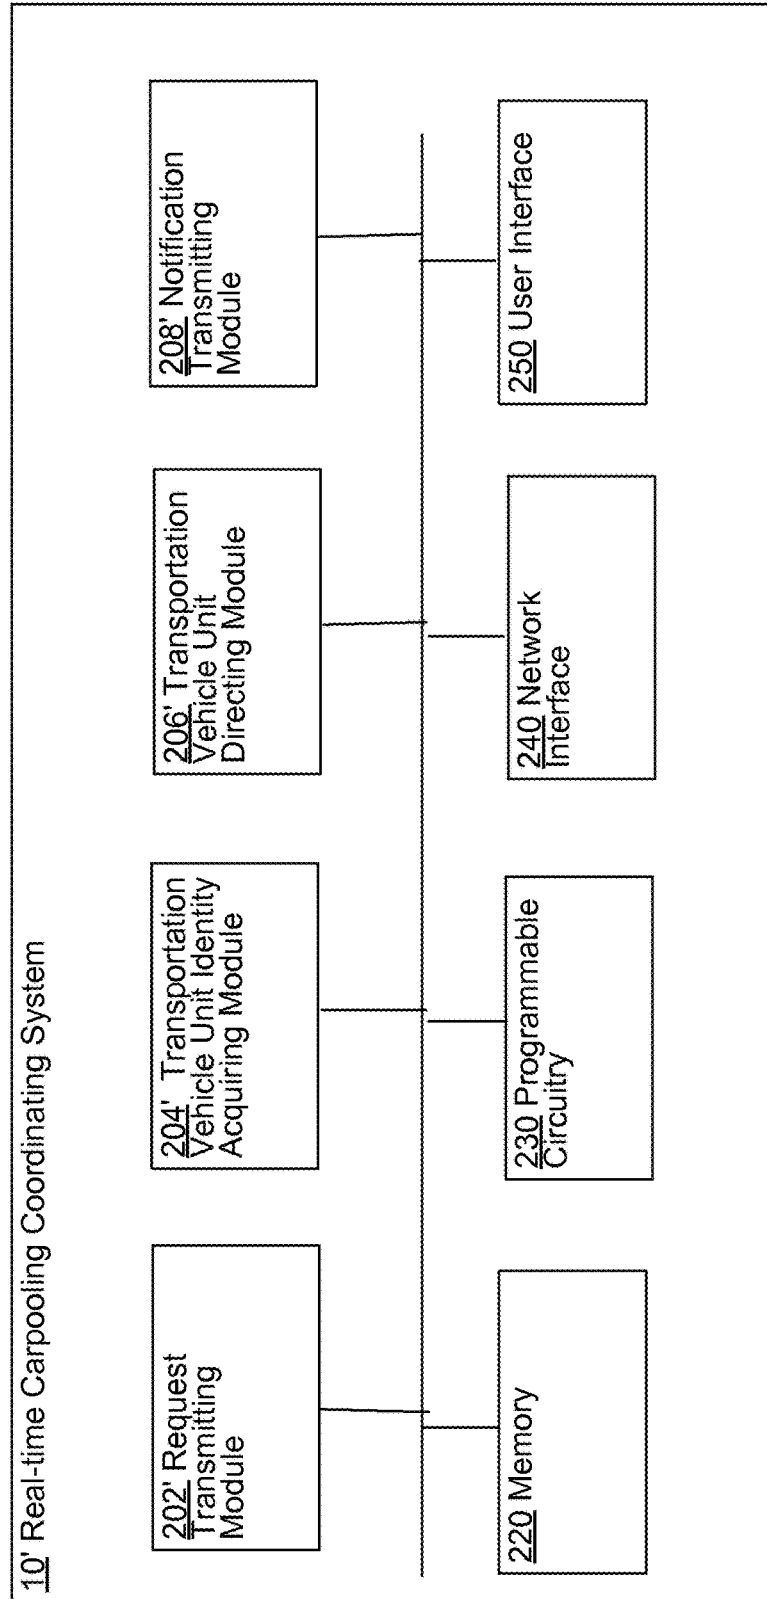 10' Real-time Carpooling Coordinating System
202' Request
Transmitting
Module
204' Transportation
Vehicle Unit Identity
Acquiring Module
206' Transportation
Vehicle Unit
Directing Module
208' Notification
Transmitting
Module
220 Memory
230 Programmable
Circuitry
240 Network
Interface
250 User Interface